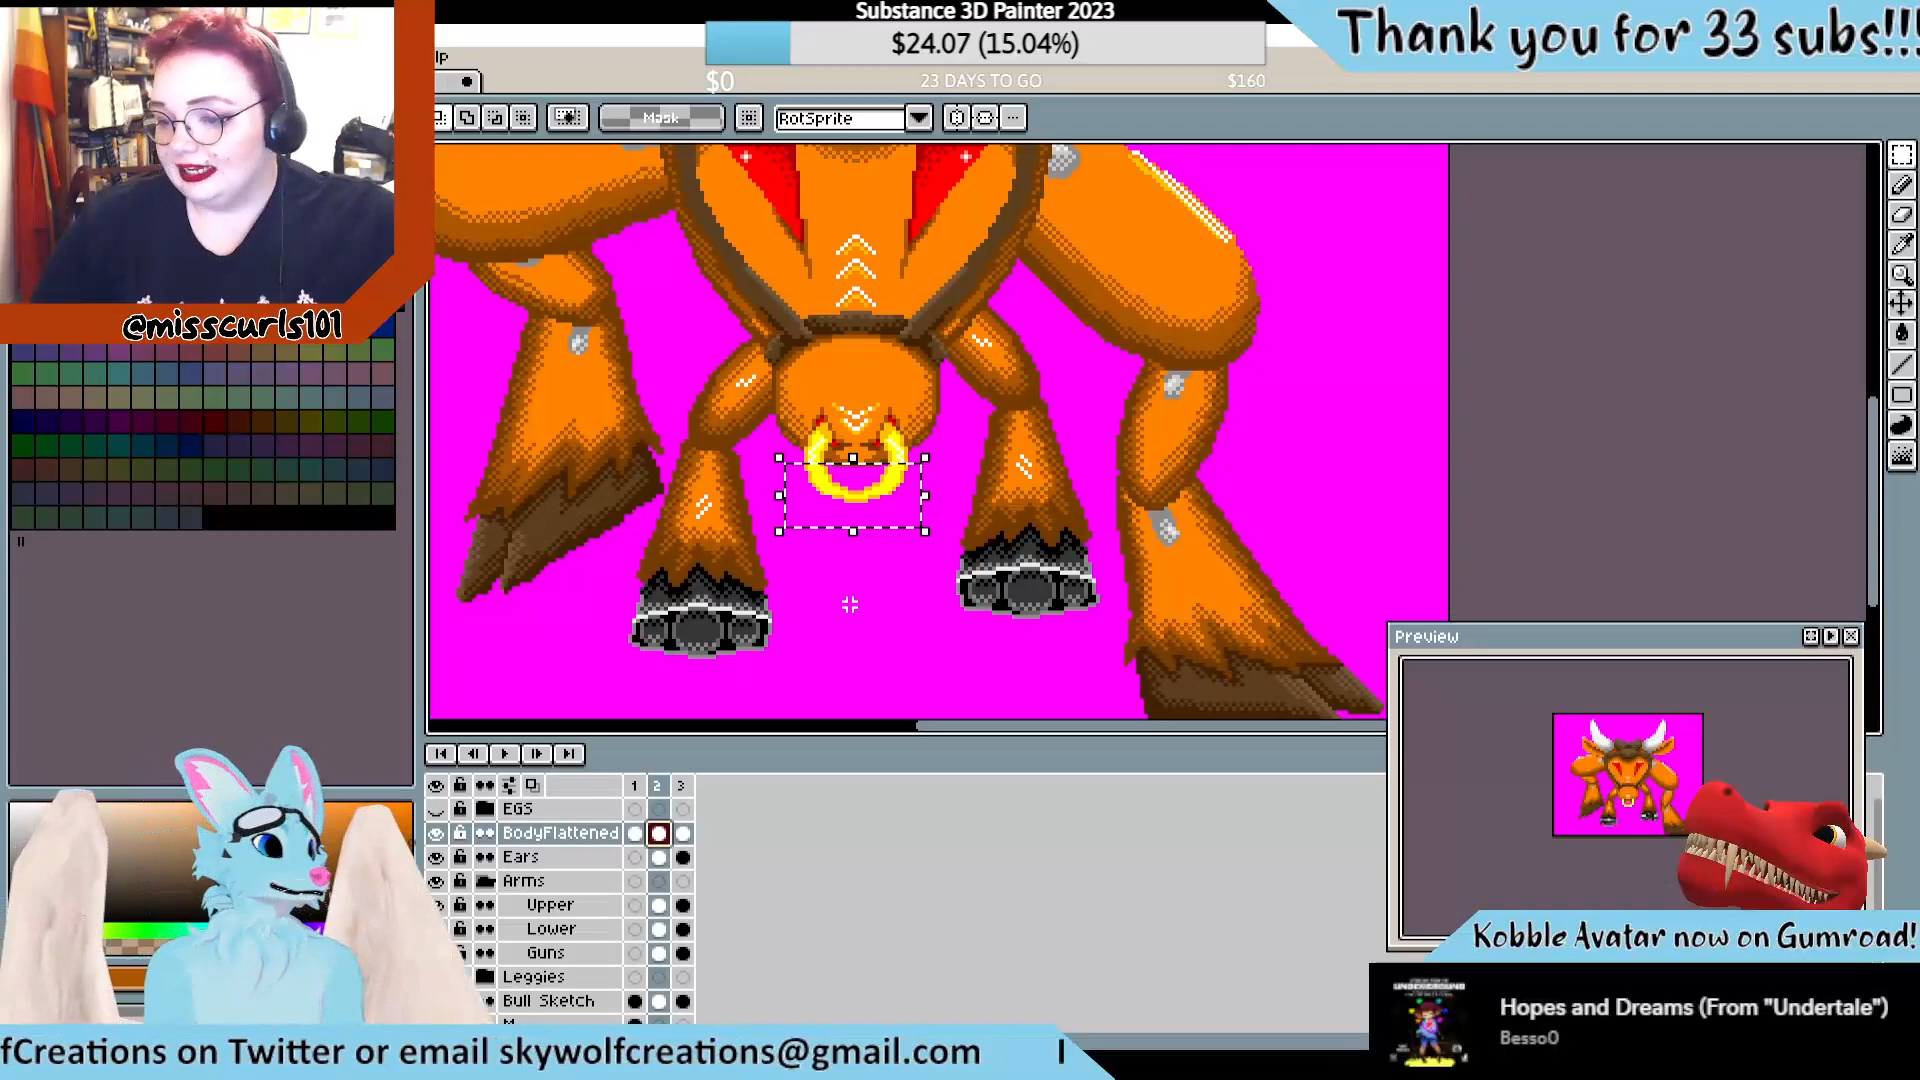 Substance 3D Painter 2023
$24.07 (15.04%)
$0
23 DAYS TO GO
$160
Thank you for 33 subs!!!
lp
Mask
RotSprite
@misscurls101
Preview
1 2 3
EGS
BodyFlattened
Ears
Arms
Upper
Lower
Guns
Leggies
Bull Sketch
Kobble Avatar now on Gumroad!
UNDERGROUND
Hopes and Dreams (From "Undertale")
Besso0
fCreations on Twitter or email skywolfcreations@gmail.com